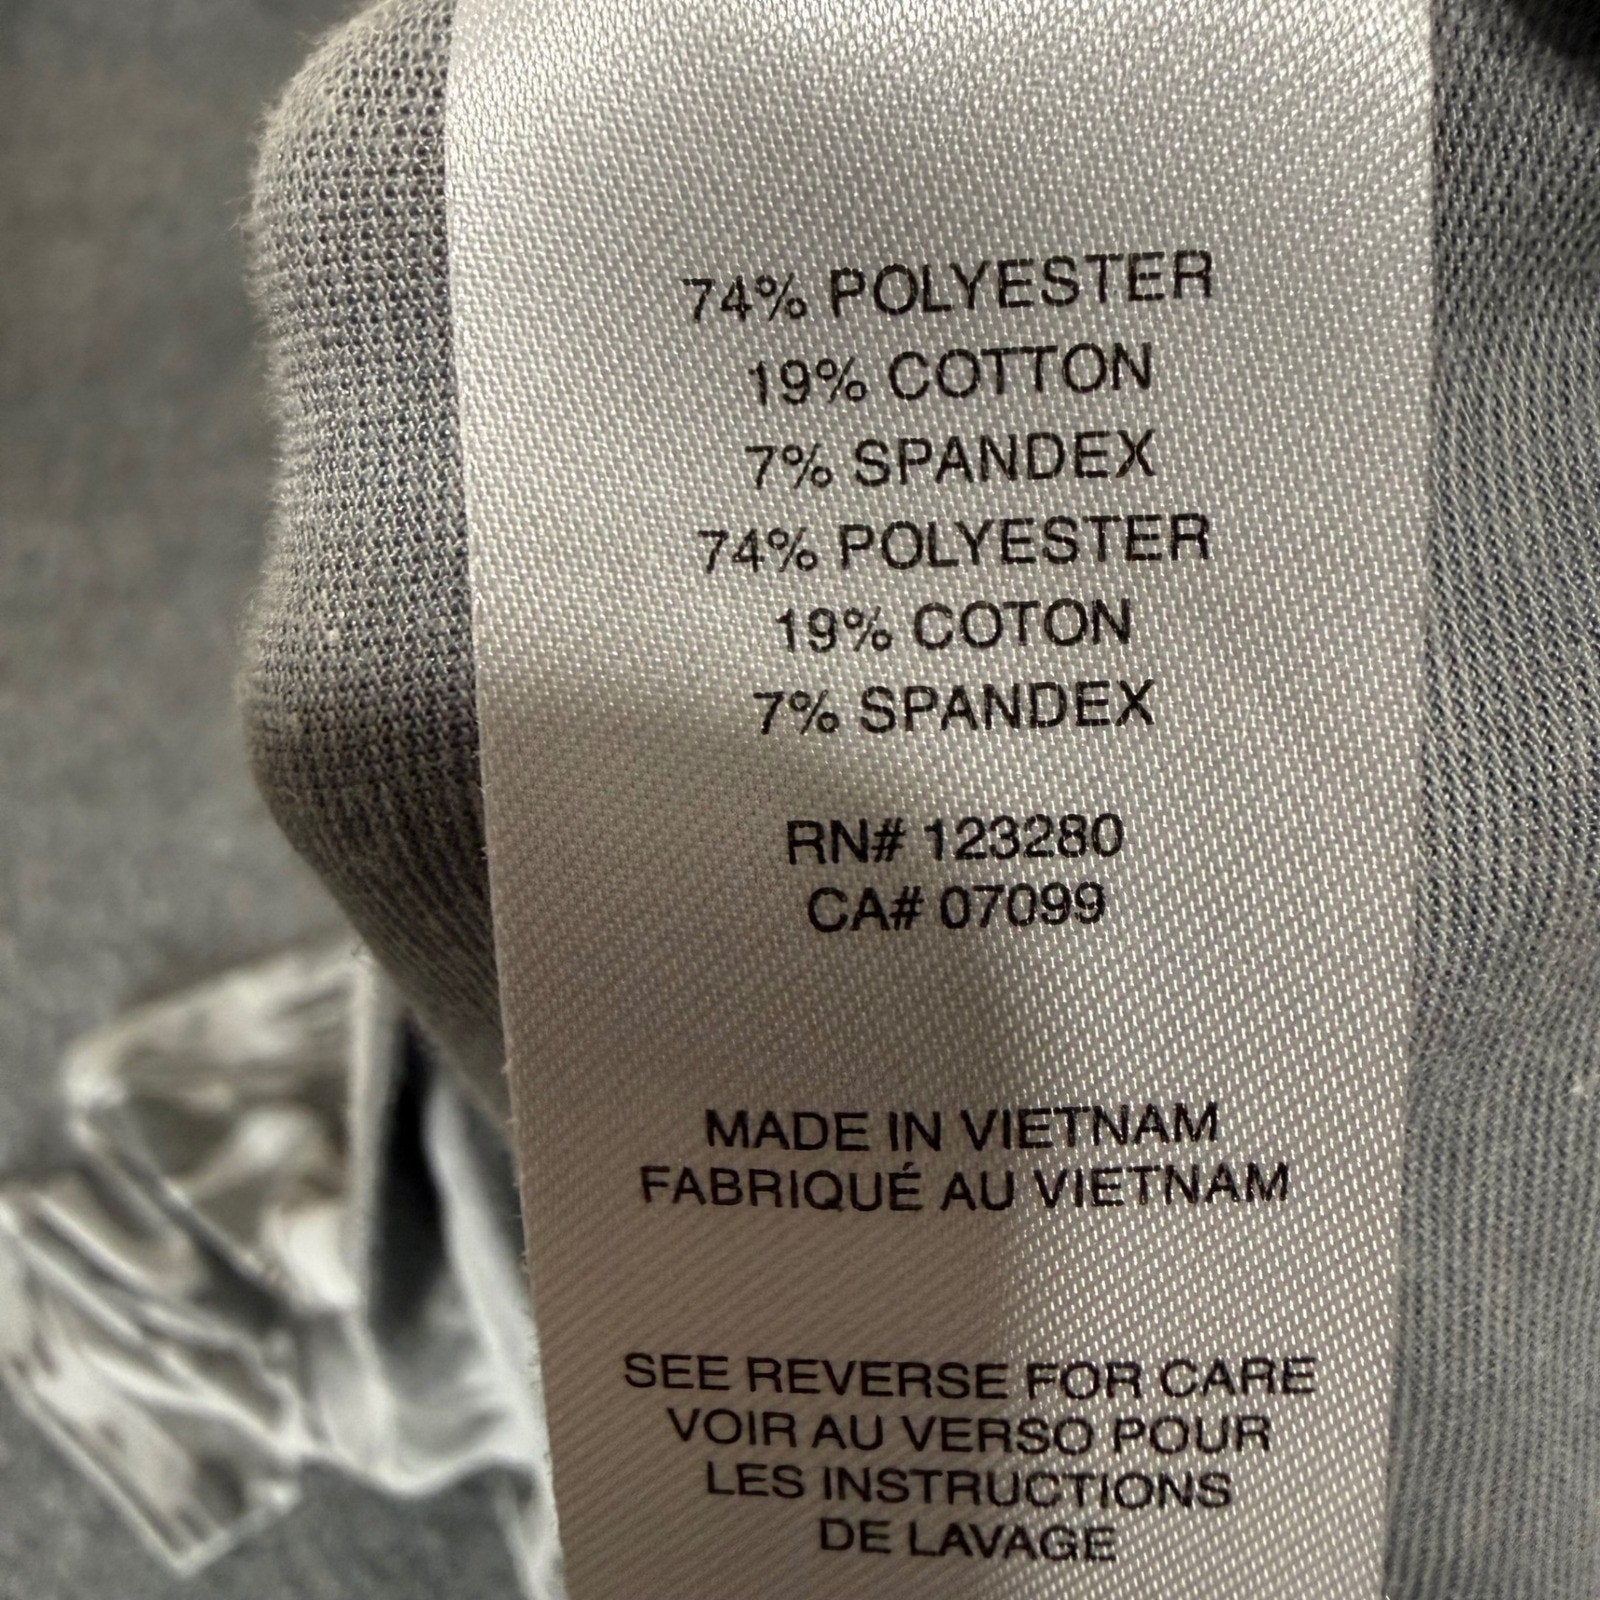 74% POLYESTER
19% COTTON
7% SPANDEX
74% POLYESTER
19% COTON
7% SPANDEX
RN# 123280
CA# 07099
MADE IN VIETNAM
FABRIQUÉ AU VIETNAM
SEE REVERSE FOR CARE
VOIR AU VERSO POUR
LES INSTRUCTIONS
DE LAVAGE